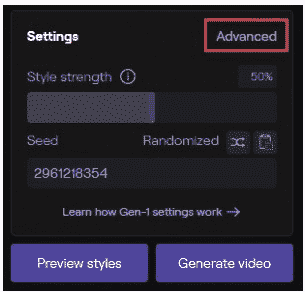 Settings Advanced
Style strength 50%
Seed Randomized
2961218354
Learn how Gen-1 settings work →
Preview styles Generate video